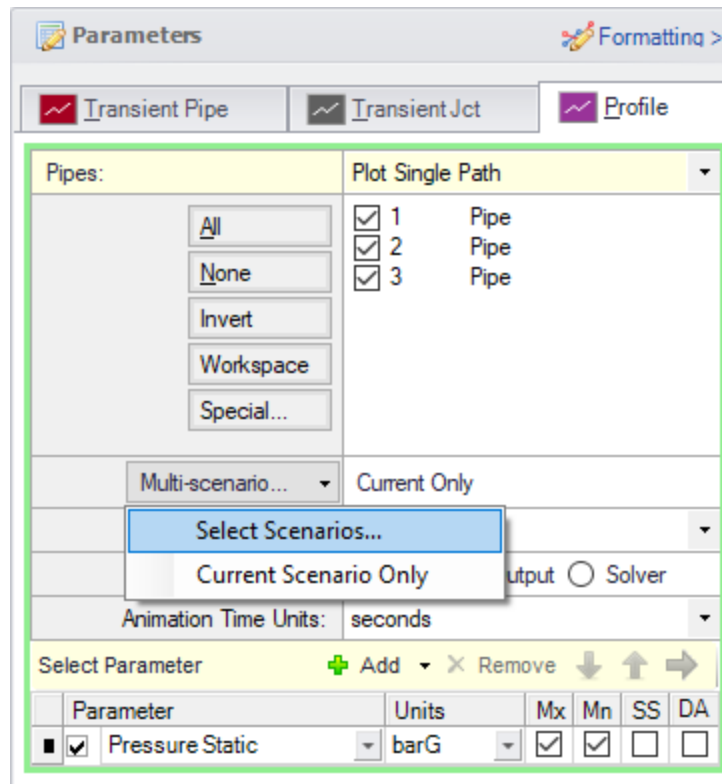 Parameters
Formatting >
Transient Pipe
Transient Jct
Profile
Pipes:
Plot Single Path
All
None
Invert
Workspace
Special...
1 Pipe
2 Pipe
3 Pipe
Multi-scenario...
Current Only
Select Scenarios...
Current Scenario Only
utput
Solver
Animation Time Units:
seconds
Select Parameter
Add
Remove
Parameter Units Mx Mn SS DA
Pressure Static barG